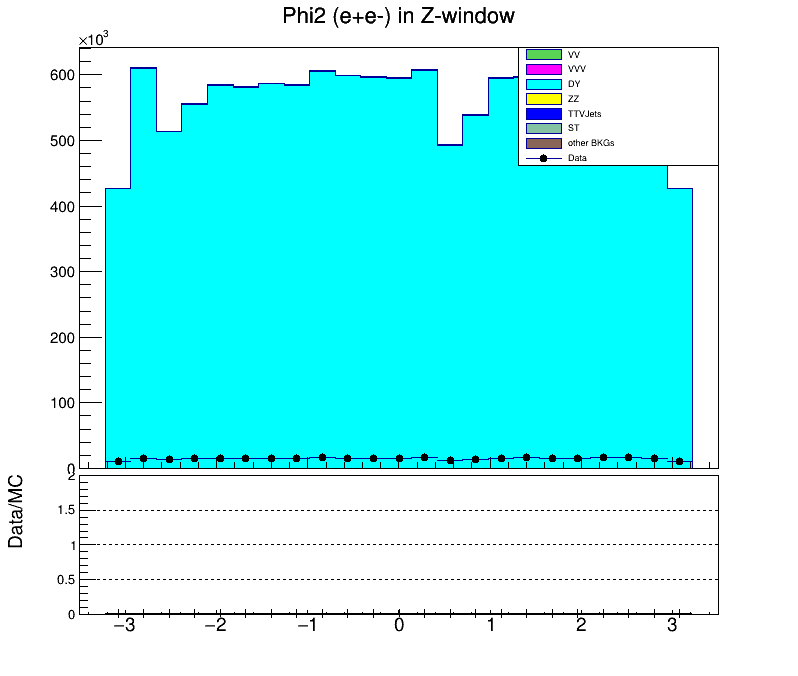 Phi2 (e+e-) in Z-window
×10³
600
500
400
300
200
100
0
VV
VVV
DY
ZZ
TTVJets
ST
other BKGs
Data
Data/MC
2
1.5
1
0.5
0
−3 −2 −1 0 1 2 3